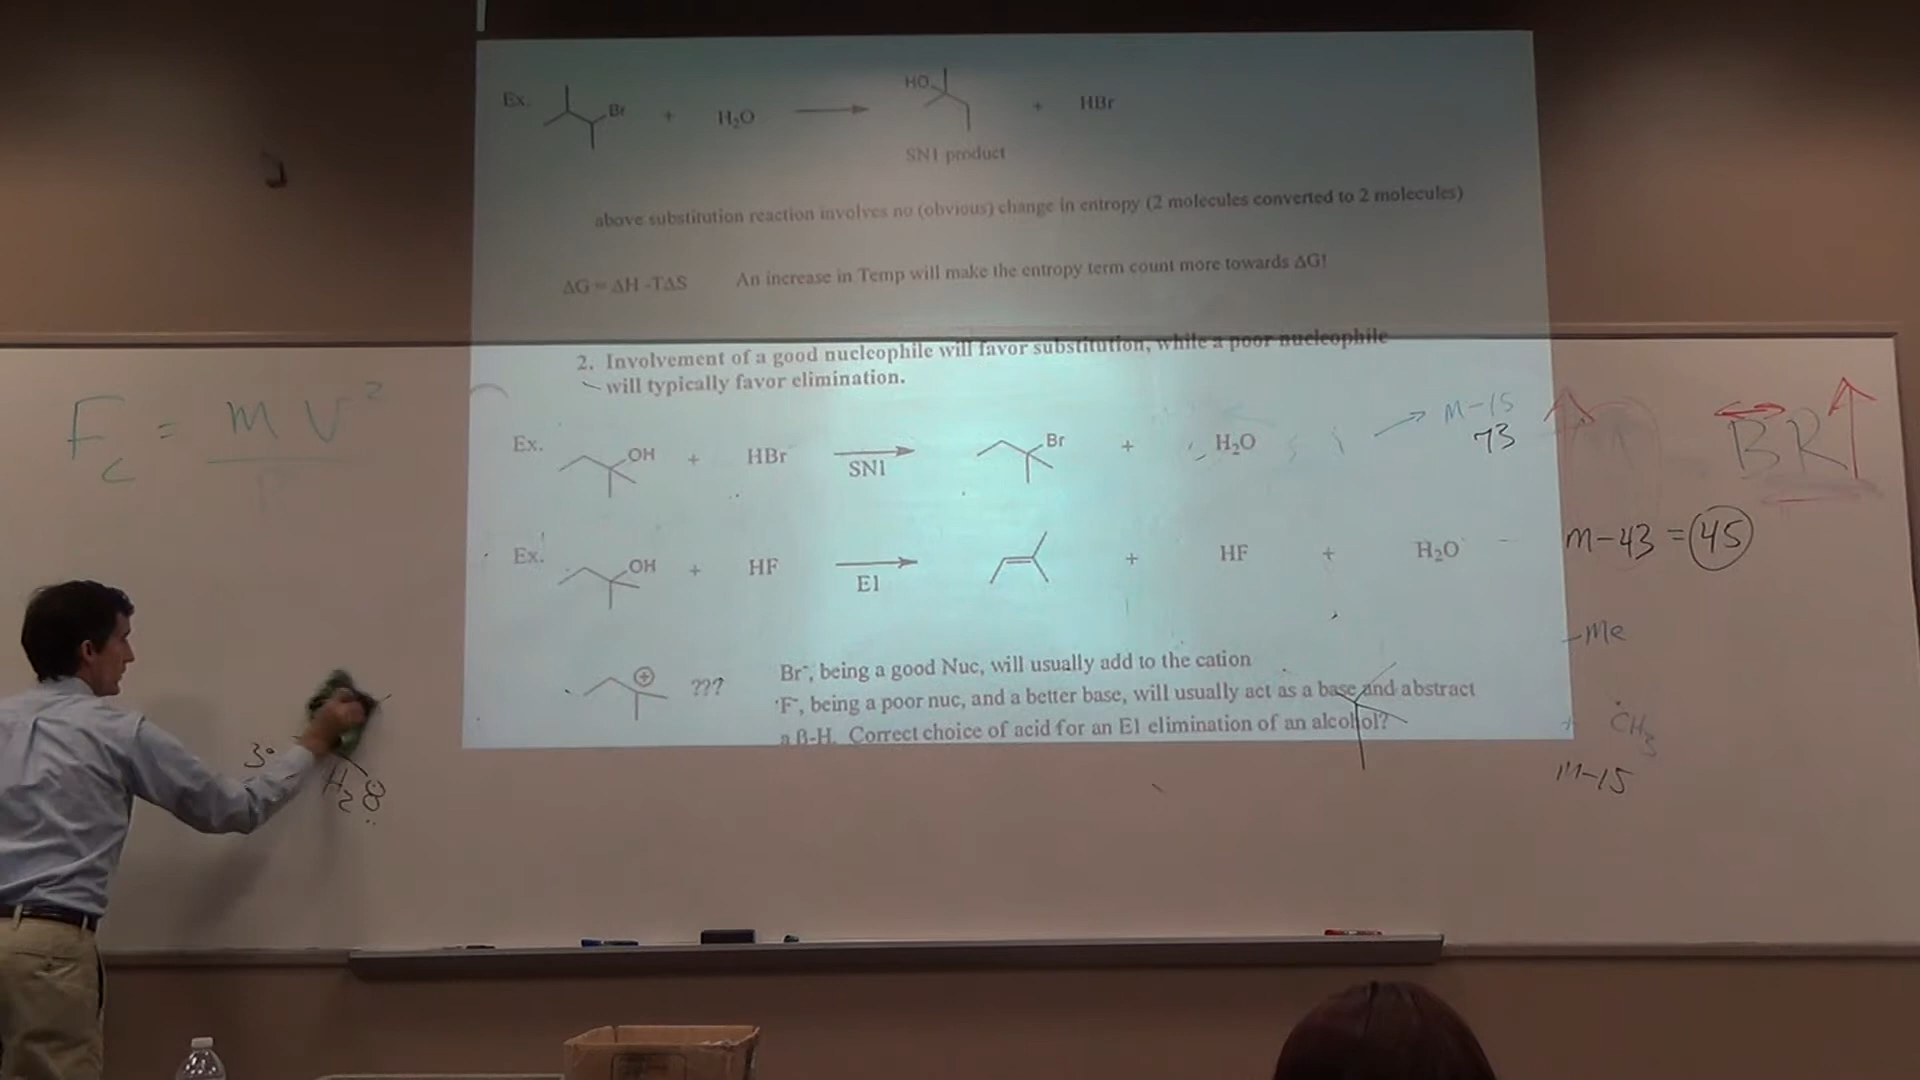 Ex. Br + H₂O HO + HBr
SN1 product
above substitution reaction involves no (obvious) change in entropy (2 molecules converted to 2 molecules)
ΔG = ΔH -TΔS An increase in Temp will make the entropy term count more towards ΔG!
2. Involvement of a good nucleophile will favor substitution, while a poor nucleophile
will typically favor elimination.
Ex. OH + HBr SN1 Br + H₂O
Ex. OH + HF E1 + HF + H₂O
⊕ ??? Br⁻, being a good Nuc, will usually add to the cation
F⁻, being a poor nuc, and a better base, will usually act as a base and abstract
a β-H. Correct choice of acid for an E1 elimination of an alcohol?
F_c = mv²
3°
H₂O
M-15
73
BR
m-43 = 45
-Me
ĊH₃
m-15